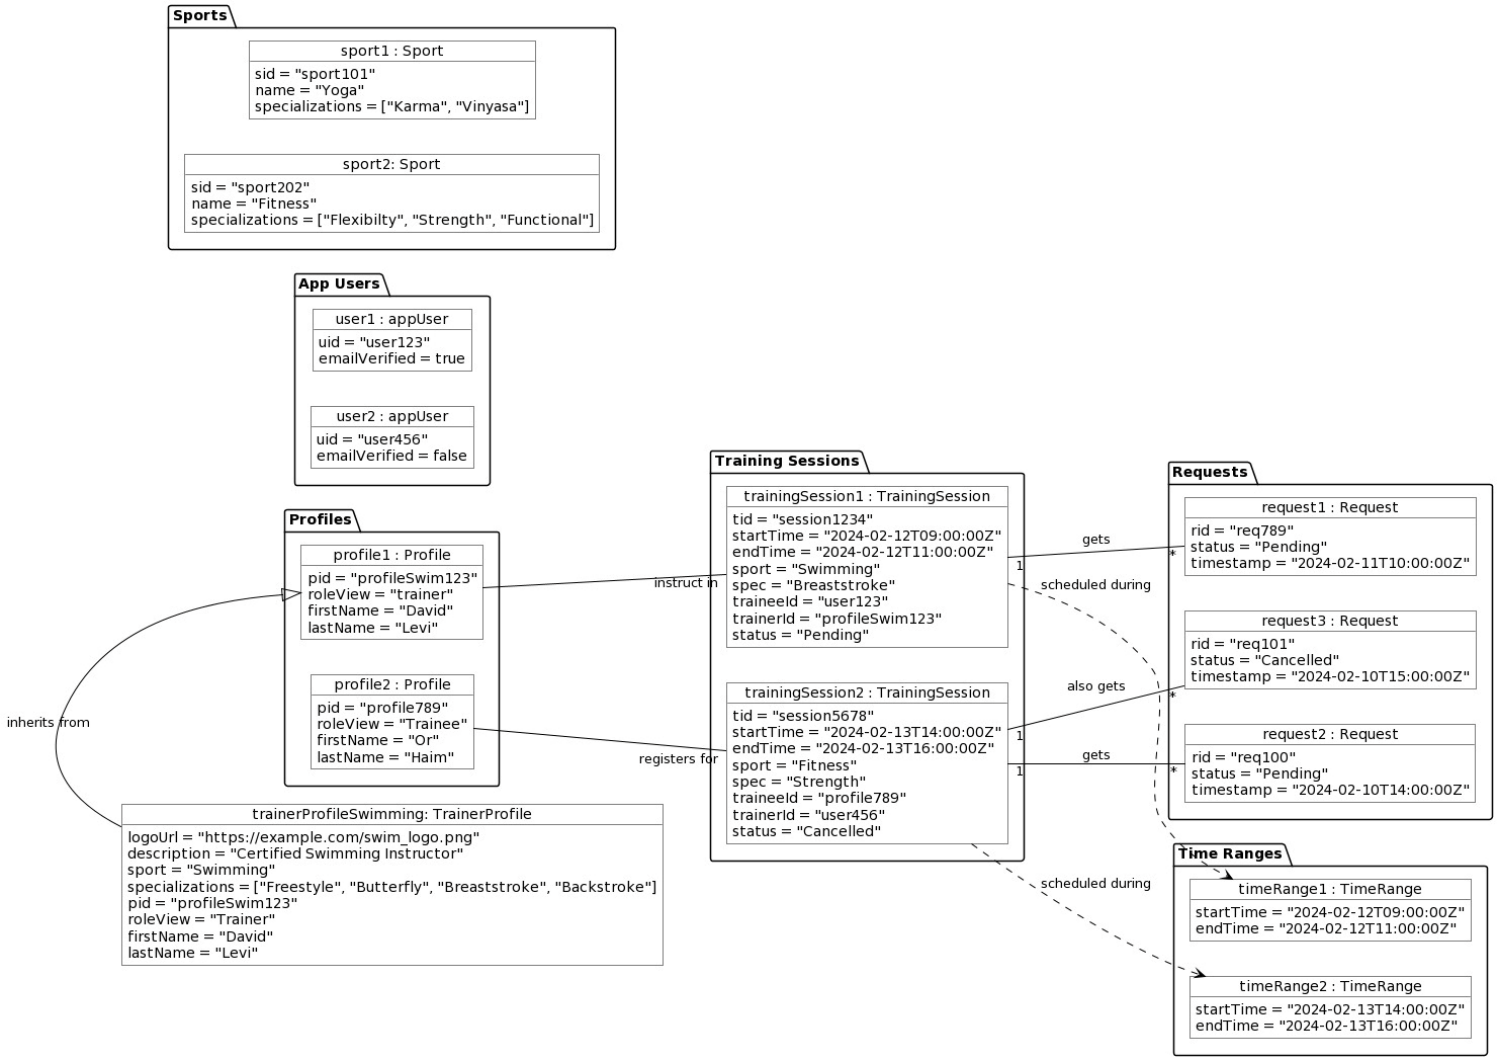 Sports
sport1 : Sport
sid = "sport101"
name = "Yoga"
specializations = ["Karma", "Vinyasa"]
sport2: Sport
sid = "sport202"
name = "Fitness"
specializations = ["Flexibilty", "Strength", "Functional"]
App Users
user1 : appUser
uid = "user123"
emailVerified = true
user2 : appUser
uid = "user456"
emailVerified = false
Profiles
profile1 : Profile
pid = "profileSwim123"
roleView = "trainer"
firstName = "David"
lastName = "Levi"
profile2 : Profile
pid = "profile789"
roleView = "Trainee"
firstName = "Or"
lastName = "Haim"
inherits from
trainerProfileSwimming: TrainerProfile
logoUrl = "https://example.com/swim_logo.png"
description = "Certified Swimming Instructor"
sport = "Swimming"
specializations = ["Freestyle", "Butterfly", "Breaststroke", "Backstroke"]
pid = "profileSwim123"
roleView = "Trainer"
firstName = "David"
lastName = "Levi"
instruct in
registers for
Training Sessions
trainingSession1 : TrainingSession
tid = "session1234"
startTime = "2024-02-12T09:00:00Z"
endTime = "2024-02-12T11:00:00Z"
sport = "Swimming"
spec = "Breaststroke"
traineeId = "user123"
trainerId = "profileSwim123"
status = "Pending"
trainingSession2 : TrainingSession
tid = "session5678"
startTime = "2024-02-13T14:00:00Z"
endTime = "2024-02-13T16:00:00Z"
sport = "Fitness"
spec = "Strength"
traineeId = "profile789"
trainerId = "user456"
status = "Cancelled"
gets
1
*
scheduled during
also gets
1
*
gets
1
*
scheduled during
Requests
request1 : Request
rid = "req789"
status = "Pending"
timestamp = "2024-02-11T10:00:00Z"
request3 : Request
rid = "req101"
status = "Cancelled"
timestamp = "2024-02-10T15:00:00Z"
request2 : Request
rid = "req100"
status = "Pending"
timestamp = "2024-02-10T14:00:00Z"
Time Ranges
timeRange1 : TimeRange
startTime = "2024-02-12T09:00:00Z"
endTime = "2024-02-12T11:00:00Z"
timeRange2 : TimeRange
startTime = "2024-02-13T14:00:00Z"
endTime = "2024-02-13T16:00:00Z"